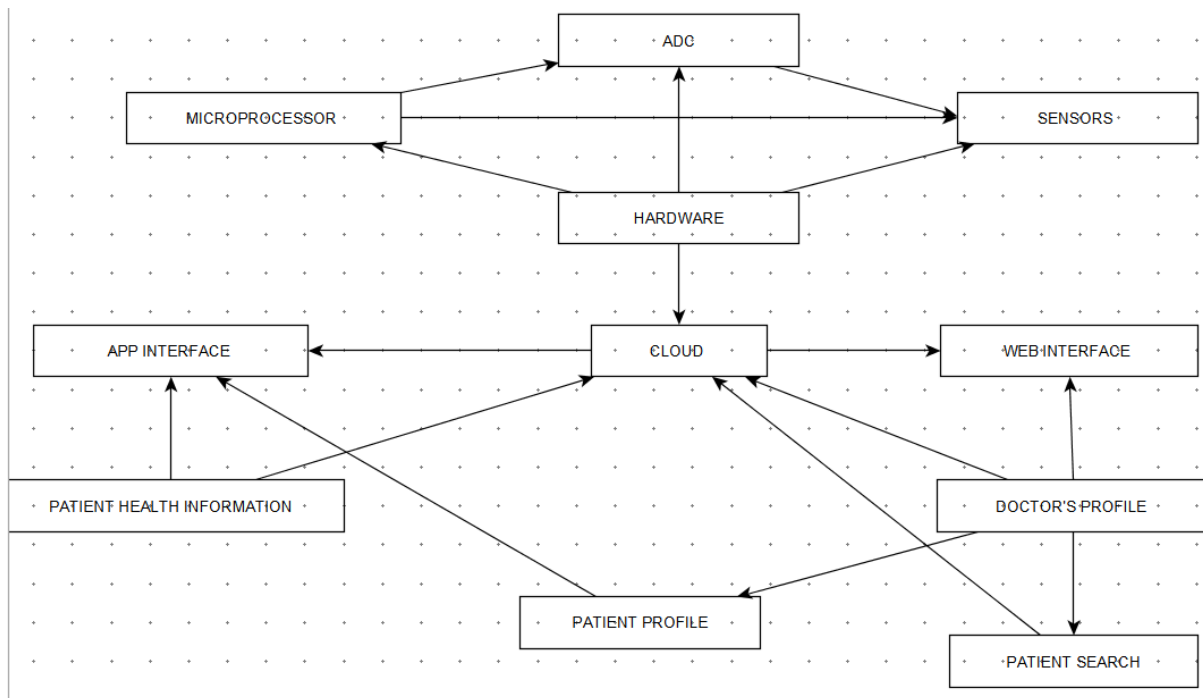 ADC
MICROPROCESSOR
SENSORS
HARDWARE
APP INTERFACE
CLOUD
WEB INTERFACE
PATIENT HEALTH INFORMATION
DOCTOR'S PROFILE
PATIENT PROFILE
PATIENT SEARCH